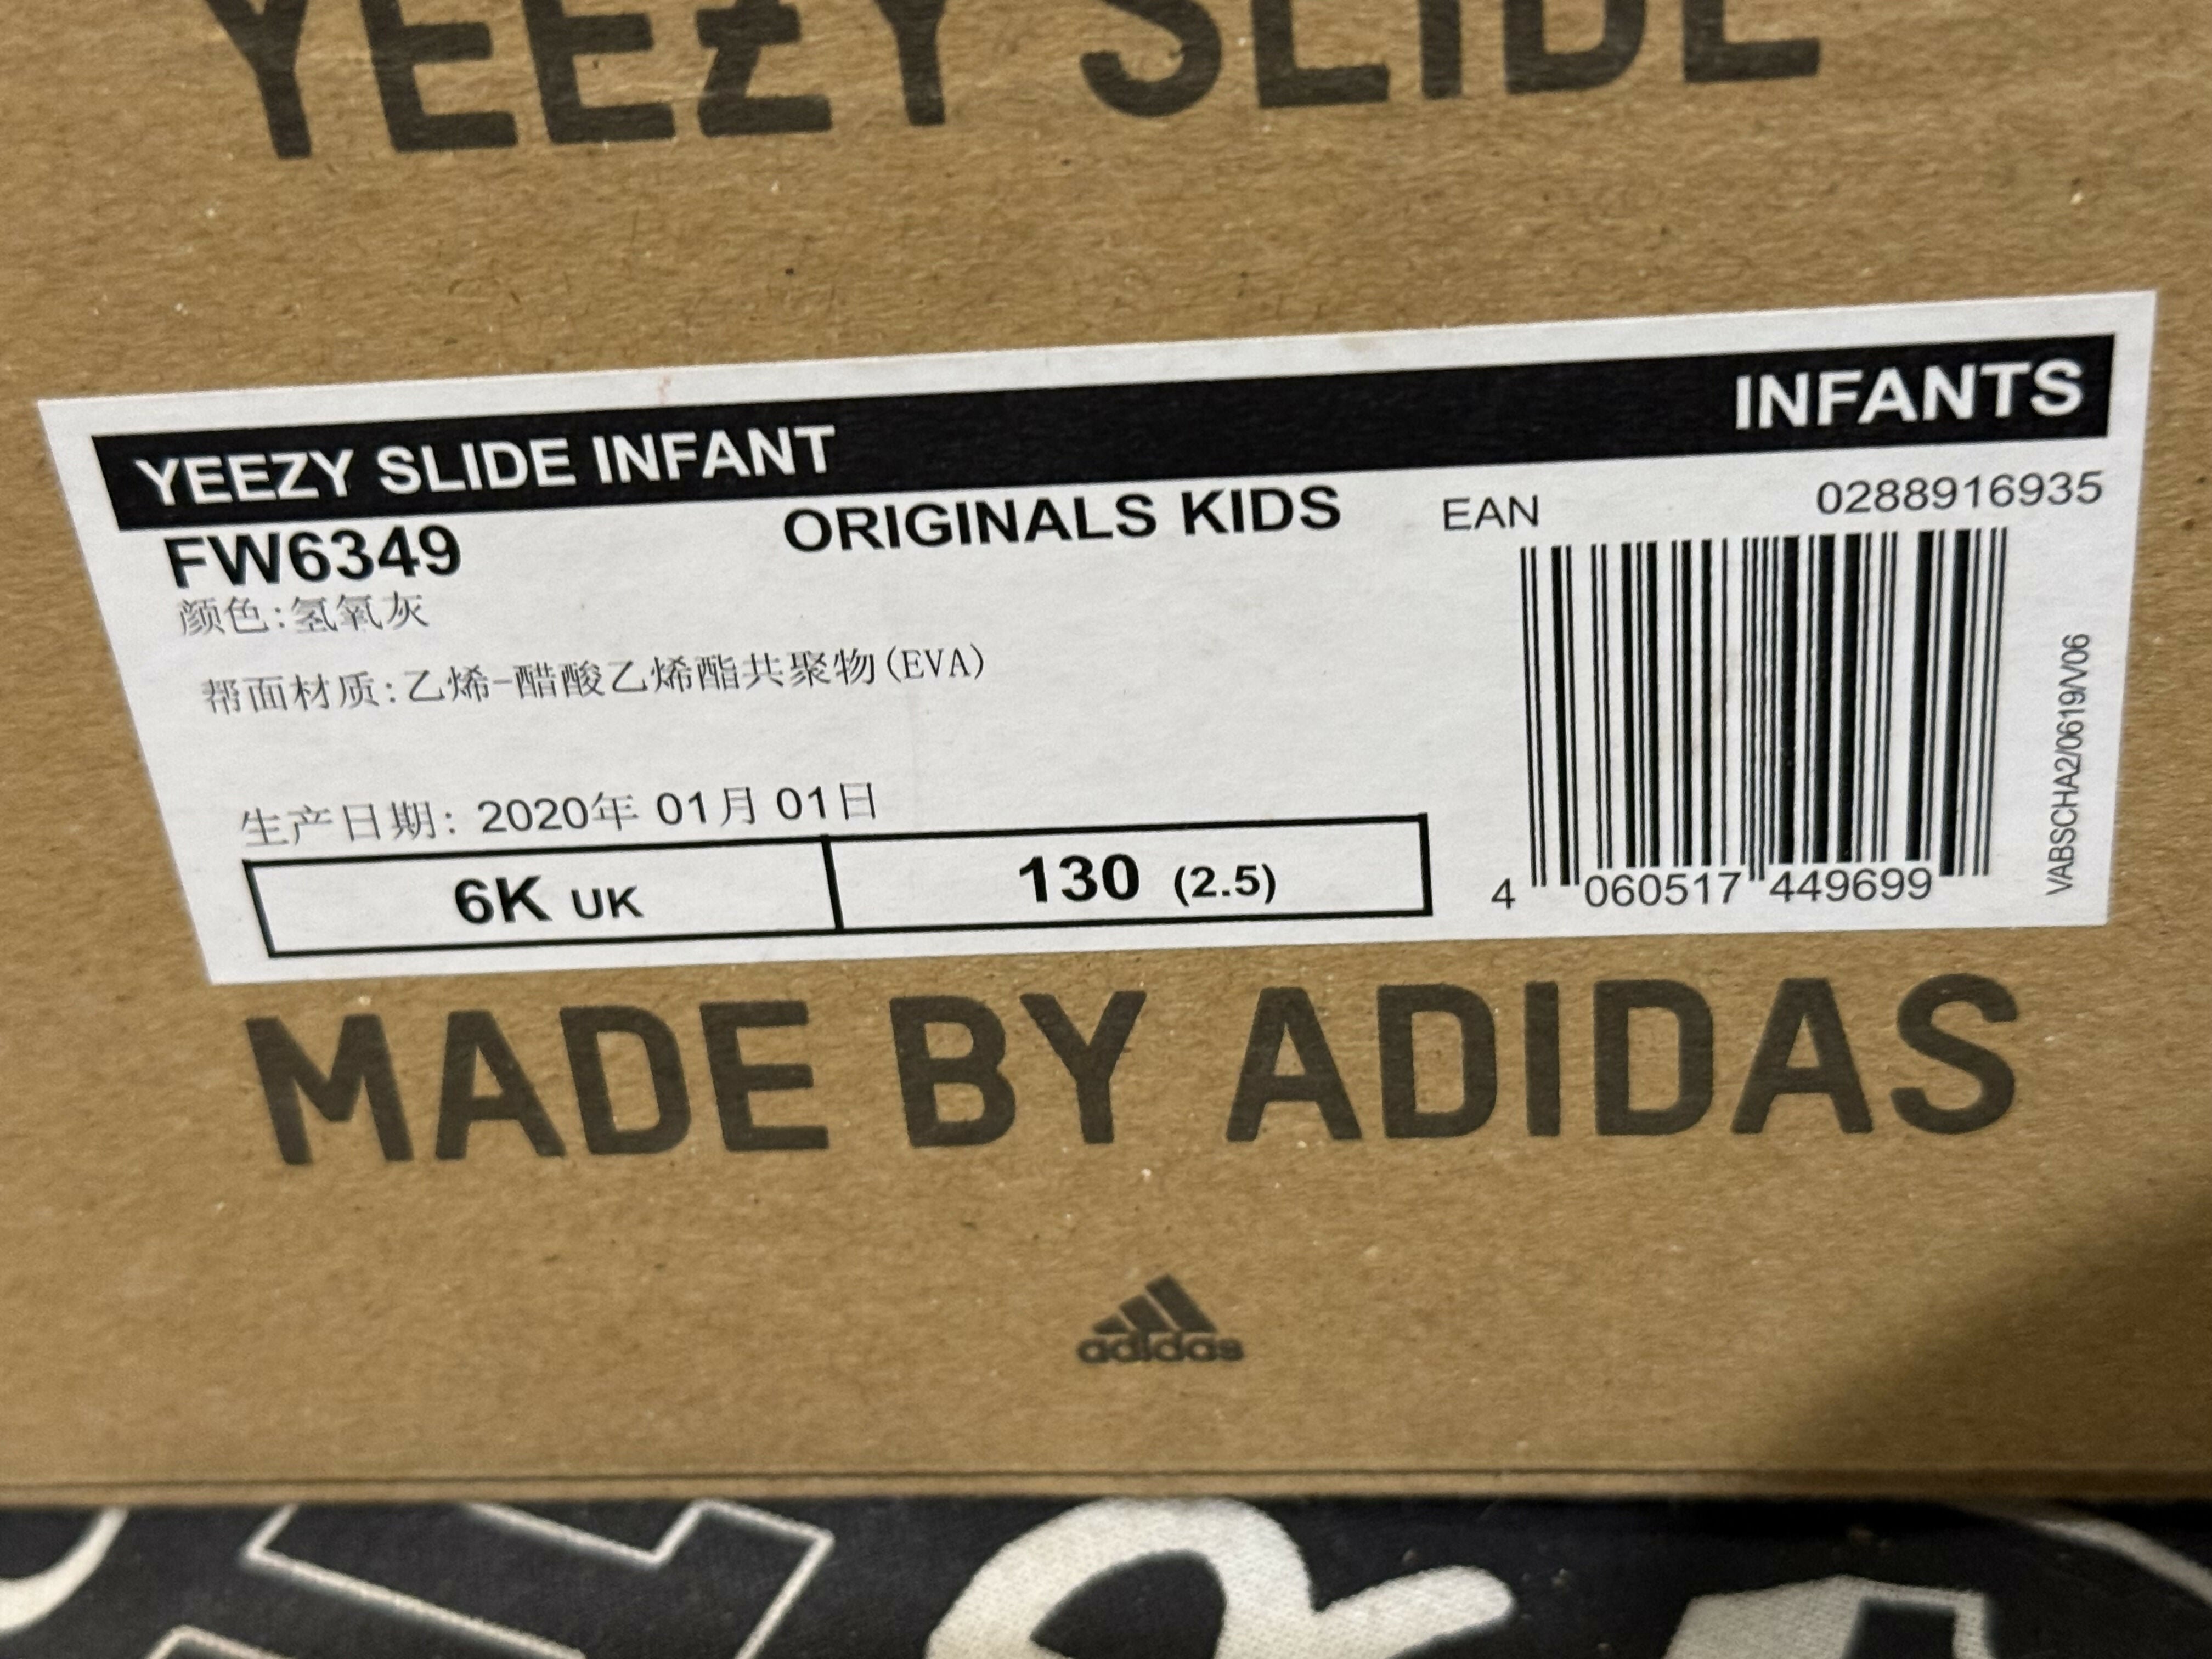 YEEZY SLIDE
YEEZY SLIDE INFANT INFANTS
FW6349 ORIGINALS KIDS EAN 0288916935
颜色:氢氧灰
帮面材质:乙烯-醋酸乙烯酯共聚物(EVA)
生产日期: 2020年 01月 01日
6K UK 130 (2.5)
4 060517 449699
VABSCHA2/0619/V06
MADE BY ADIDAS
adidas